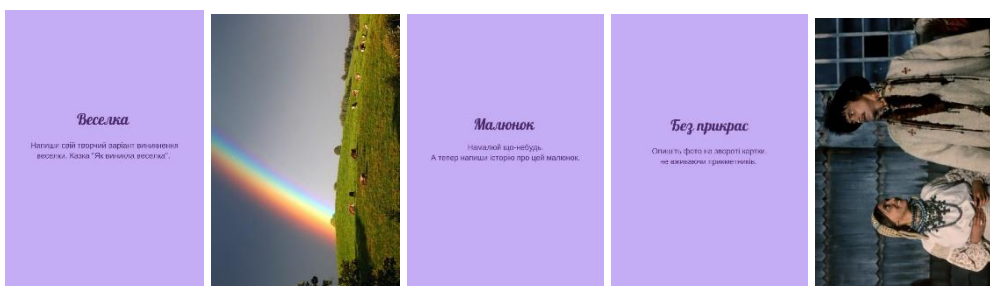 Веселка
Напиши свій творчий варіант виникнення
веселки. Казка "Як виникла веселка".
Малюнок
Намалюй що-небудь.
А тепер напиши історію про цей малюнок.
Без прикрас
Опишіть фото на звороті картки,
не вживаючи прикметників.